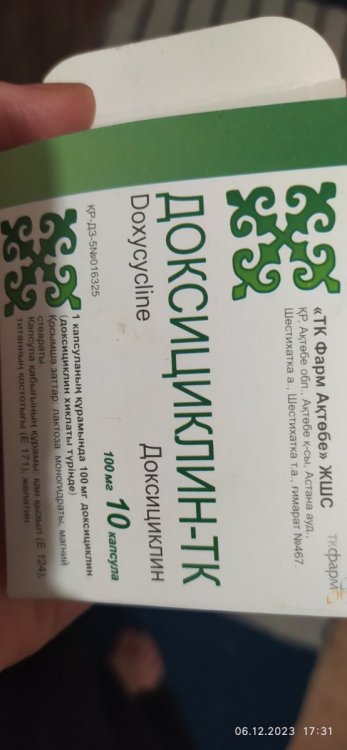 «ТК Фарм Ақтөбе» ЖШС
ҚР, Ақтөбе обл., Ақтөбе қ-сы, Астана ауд.,
Шестихатка а., Шестихатка т.а., ғимарат №467.
ТКфарм
ДОКСИЦИКЛИН-ТК
Doxycycline
Доксициклин
100 мг 10 капсула
ҚР-ДЗ-5№016325
1 капсуланың құрамында 100 мг доксициклин
(доксициклин хиклаты түрінде)
Қосымша заттар: лактоза моногидраты, магний
стеараты
Капсула қабығының құрамы: қан қызыл (Е 124),
титанның қостотығы (Е 171), желатин
06.12.2023 17:31